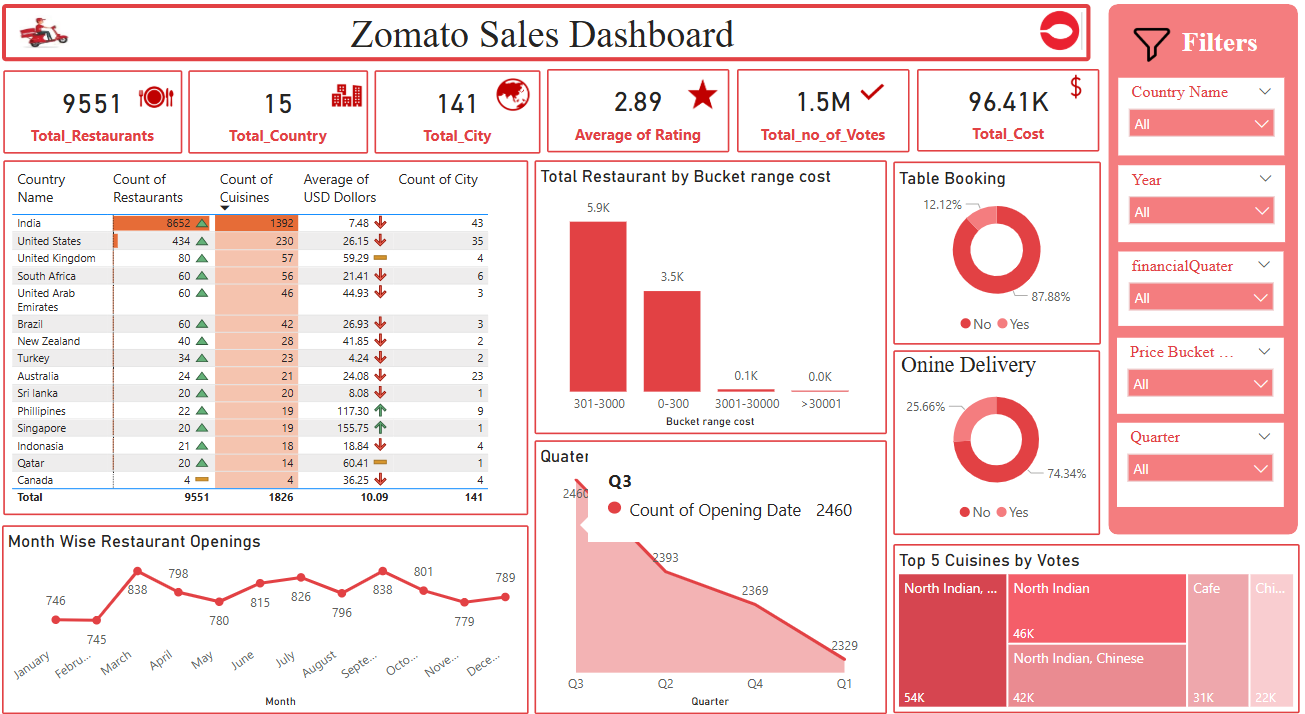 Zomato Sales Dashboard
9551
Total_Restaurants
15
Total_Country
141
Total_City
2.89
Average of Rating
1.5M
Total_no_of_Votes
$
96.41K
Total_Cost
Filters
Country Name
All
Year
All
financialQuater
All
Price Bucket ...
All
Quarter
All
Country Name Count of Restaurants Count of Cuisines Average of USD Dollors Count of City
India 8652 1392 7.48 43
United States 434 230 26.15 35
United Kingdom 80 57 59.29 4
South Africa 60 56 21.41 6
United Arab Emirates 60 46 44.93 3
Brazil 60 42 26.93 3
New Zealand 40 28 41.85 2
Turkey 34 23 4.24 2
Australia 24 21 24.08 23
Sri lanka 20 20 8.08 1
Phillipines 22 19 117.30 9
Singapore 20 19 155.75 1
Indonasia 21 18 18.84 4
Qatar 20 14 60.41 1
Canada 4 4 36.25 4
Total 9551 1826 10.09 141
Total Restaurant by Bucket range cost
5.9K
3.5K
0.1K
0.0K
301-3000 0-300 3001-30000 >30001
Bucket range cost
Table Booking
12.12%
87.88%
No Yes
Onine Delivery
25.66%
74.34%
No Yes
Month Wise Restaurant Openings
746
745
838
798
780
815
826
796
838
801
779
789
January Febru... March April May June July August Septe... Octo... Nove... Dece...
Month
Quater
Q3
Count of Opening Date 2460
2460
2393
2369
2329
Q3 Q2 Q4 Q1
Quarter
Top 5 Cuisines by Votes
North Indian, ...
54K
North Indian
46K
North Indian, Chinese
42K
Cafe
31K
Chi...
22K